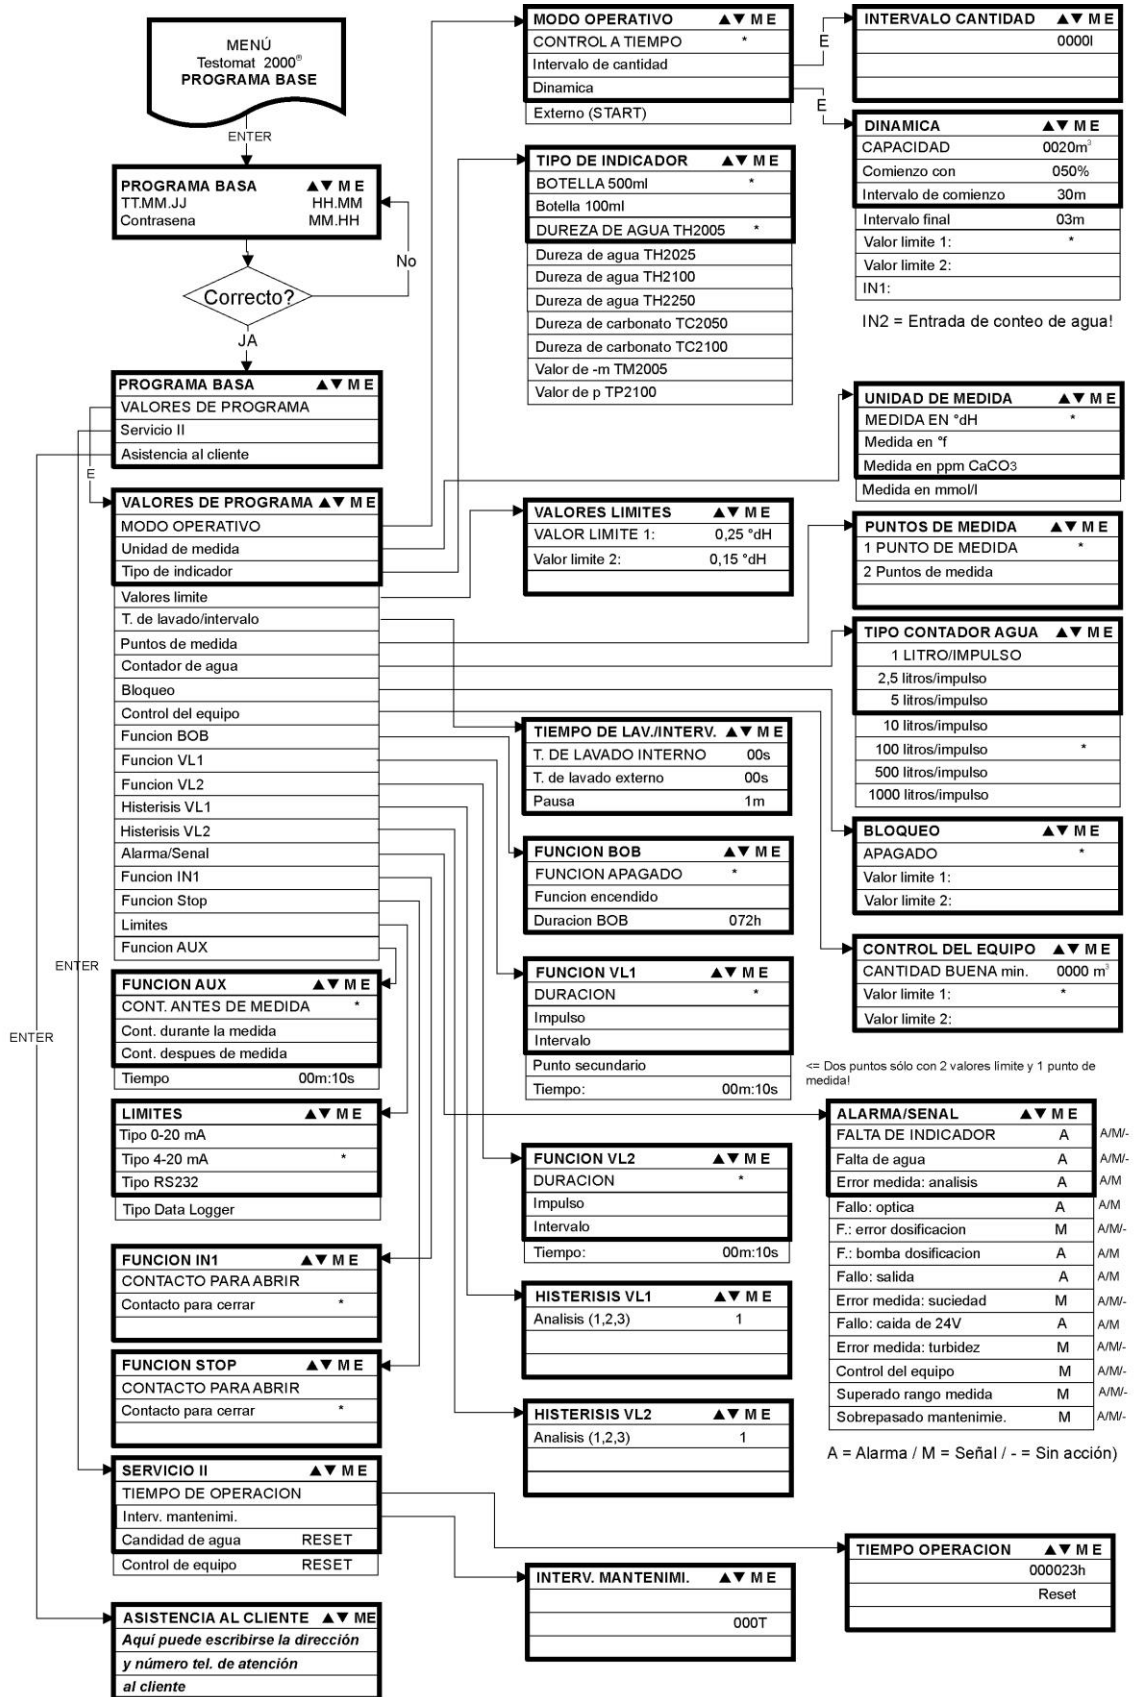 MENÚ
Testomat 2000®
PROGRAMA BASE
ENTER
PROGRAMA BASA ▲▼ M E
TT.MM.JJ HH.MM
Contrasena MM.HH
No
Correcto?
JA
PROGRAMA BASA ▲▼ M E
VALORES DE PROGRAMA
Servicio II
Asistencia al cliente
E
VALORES DE PROGRAMA ▲▼ M E
MODO OPERATIVO
Unidad de medida
Tipo de indicador
Valores limite
T. de lavado/intervalo
Puntos de medida
Contador de agua
Bloqueo
Control del equipo
Funcion BOB
Funcion VL1
Funcion VL2
Histerisis VL1
Histerisis VL2
Alarma/Senal
Funcion IN1
Funcion Stop
Limites
Funcion AUX
ENTER
ENTER
FUNCION AUX ▲▼ M E
CONT. ANTES DE MEDIDA *
Cont. durante la medida
Cont. despues de medida
Tiempo 00m:10s
LIMITES ▲▼ M E
Tipo 0-20 mA
Tipo 4-20 mA *
Tipo RS232
Tipo Data Logger
FUNCION IN1 ▲▼ M E
CONTACTO PARA ABRIR
Contacto para cerrar *
FUNCION STOP ▲▼ M E
CONTACTO PARA ABRIR
Contacto para cerrar *
SERVICIO II ▲▼ M E
TIEMPO DE OPERACION
Interv. mantenimi.
Candidad de agua RESET
Control de equipo RESET
ASISTENCIA AL CLIENTE ▲▼ ME
Aquí puede escribirse la dirección
y número tel. de atención
al cliente
MODO OPERATIVO ▲▼ M E
CONTROL A TIEMPO *
Intervalo de cantidad
Dinamica
Externo (START)
E
E
TIPO DE INDICADOR ▲▼ M E
BOTELLA 500ml *
Botella 100ml
DUREZA DE AGUA TH2005 *
Dureza de agua TH2025
Dureza de agua TH2100
Dureza de agua TH2250
Dureza de carbonato TC2050
Dureza de carbonato TC2100
Valor de -m TM2005
Valor de p TP2100
VALORES LIMITES ▲▼ M E
VALOR LIMITE 1: 0,25 °dH
Valor limite 2: 0,15 °dH
TIEMPO DE LAV./INTERV. ▲▼ M E
T. DE LAVADO INTERNO 00s
T. de lavado externo 00s
Pausa 1m
FUNCION BOB ▲▼ M E
FUNCION APAGADO *
Funcion encendido
Duracion BOB 072h
FUNCION VL1 ▲▼ M E
DURACION *
Impulso
Intervalo
Punto secundario
Tiempo: 00m:10s
FUNCION VL2 ▲▼ M E
DURACION *
Impulso
Intervalo
Tiempo: 00m:10s
HISTERISIS VL1 ▲▼ M E
Analisis (1,2,3) 1
HISTERISIS VL2 ▲▼ M E
Analisis (1,2,3) 1
INTERV. MANTENIMI. ▲▼ M E
000T
INTERVALO CANTIDAD ▲▼ M E
0000l
DINAMICA ▲▼ M E
CAPACIDAD 0020m³
Comienzo con 050%
Intervalo de comienzo 30m
Intervalo final 03m
Valor limite 1: *
Valor limite 2:
IN1:
IN2 = Entrada de conteo de agua!
UNIDAD DE MEDIDA ▲▼ M E
MEDIDA EN °dH *
Medida en °f
Medida en ppm CaCO3
Medida en mmol/l
PUNTOS DE MEDIDA ▲▼ M E
1 PUNTO DE MEDIDA *
2 Puntos de medida
TIPO CONTADOR AGUA ▲▼ M E
1 LITRO/IMPULSO
2,5 litros/impulso
5 litros/impulso
10 litros/impulso
100 litros/impulso *
500 litros/impulso
1000 litros/impulso
BLOQUEO ▲▼ M E
APAGADO *
Valor limite 1:
Valor limite 2:
CONTROL DEL EQUIPO ▲▼ M E
CANTIDAD BUENA min. 0000 m³
Valor limite 1: *
Valor limite 2:
<= Dos puntos sólo con 2 valores límite y 1 punto de
medida!
ALARMA/SENAL ▲▼ M E
FALTA DE INDICADOR A A/M/-
Falta de agua A A/M/-
Error medida: analisis A A/M
Fallo: optica A A/M
F.: error dosificacion M A/M/-
F.: bomba dosificacion A A/M
Fallo: salida A A/M
Error medida: suciedad M A/M/-
Fallo: caida de 24V A A/M
Error medida: turbidez M A/M/-
Control del equipo M A/M/-
Superado rango medida M A/M/-
Sobrepasado mantenimie. M A/M/-
A = Alarma / M = Señal / - = Sin acción)
TIEMPO OPERACION ▲▼ M E
000023h
Reset